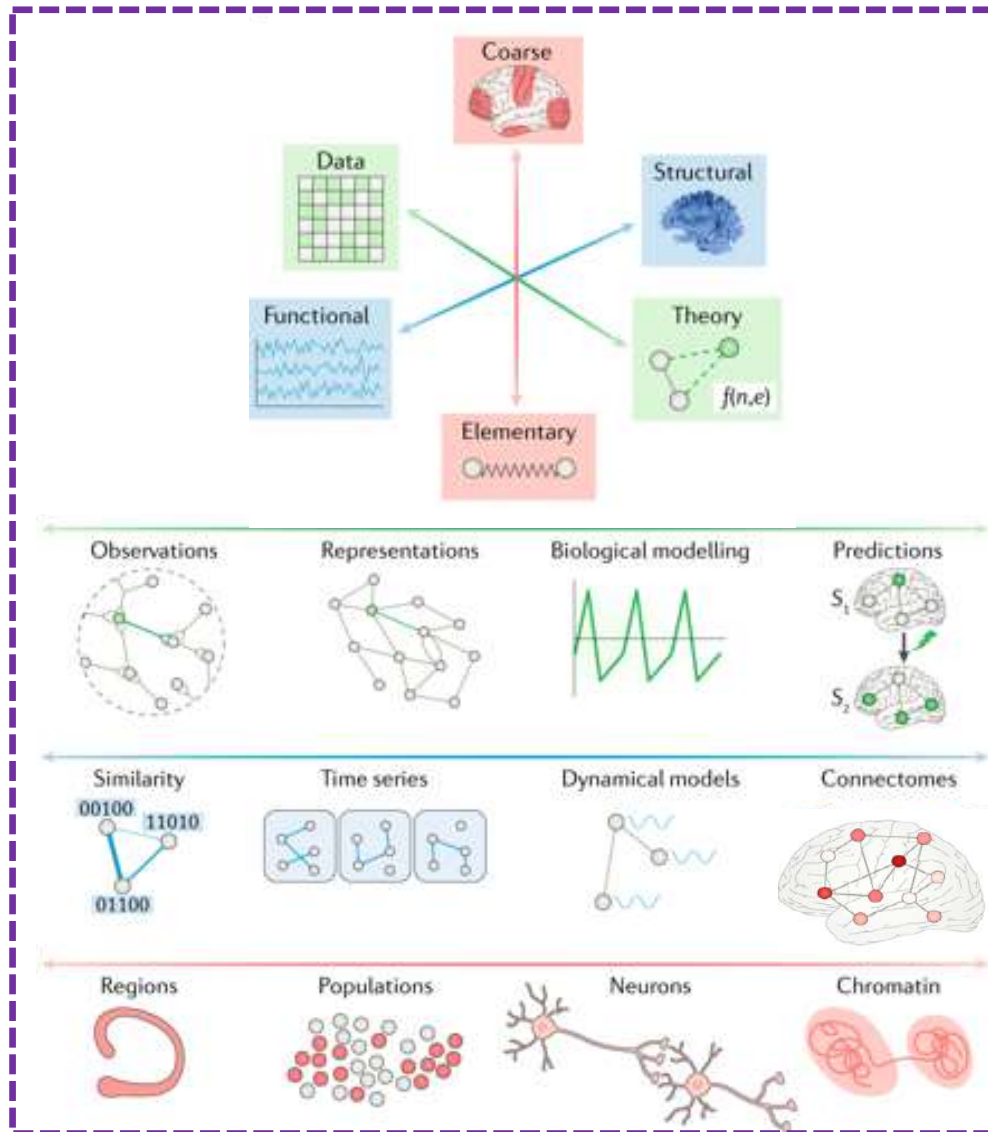 Coarse
Data
Structural
Functional
Theory
f(n,e)
Elementary
Observations
Representations
Biological modelling
Predictions
S1
S2
Similarity
Time series
Dynamical models
Connectomes
00100
11010
01100
Regions
Populations
Neurons
Chromatin